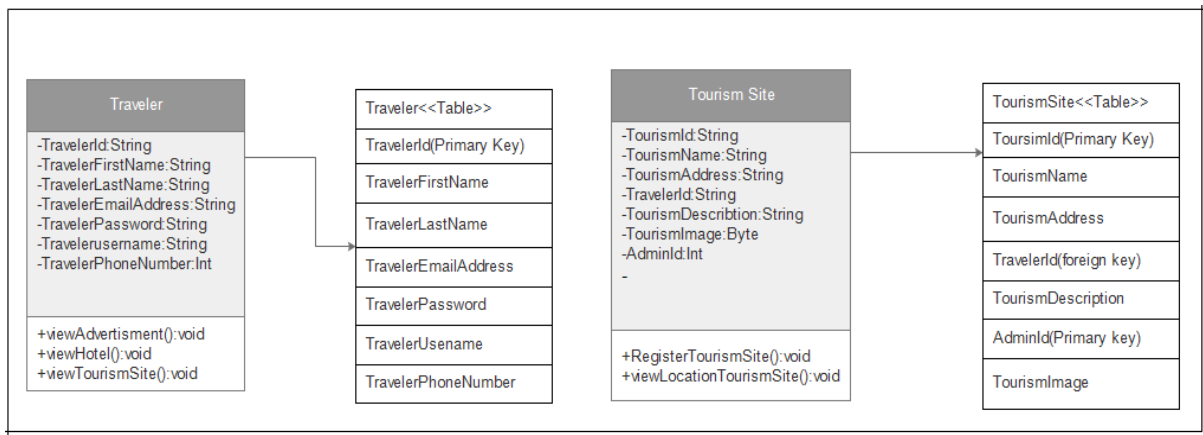 Traveler
-TravelerId:String
-TravelerFirstName:String
-TravelerLastName:String
-TravelerEmailAddress:String
-TravelerPassword:String
-Travelerusername:String
-TravelerPhoneNumber:Int
+viewAdvertisment():void
+viewHotel():void
+viewTourismSite():void
Traveler<<Table>>
TravelerId(Primary Key)
TravelerFirstName
TravelerLastName
TravelerEmailAddress
TravelerPassword
TravelerUsename
TravelerPhoneNumber
Tourism Site
-TourismId:String
-TourismName:String
-TourismAddress:String
-TravelerId:String
-TourismDescribtion:String
-TourismImage:Byte
-AdminId:Int
-
+RegisterTourismSite():void
+viewLocationTourismSite():void
TourismSite<<Table>>
ToursimId(Primary Key)
TourismName
TourismAddress
TravelerId(foreign key)
TourismDescription
AdminId(Primary key)
TourismImage